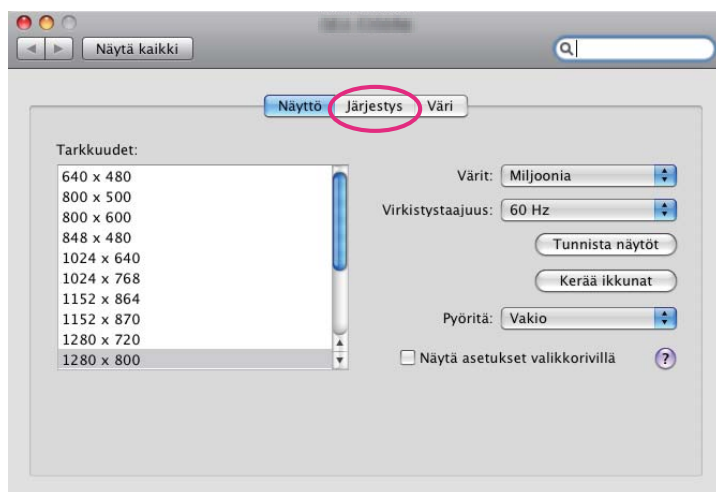 Näytä kaikki
Näyttö Järjestys Väri
Tarkkuudet:
640 x 480
800 x 500
800 x 600
848 x 480
1024 x 640
1024 x 768
1152 x 864
1152 x 870
1280 x 720
1280 x 800
Värit: Miljoonia
Virkistystaajuus: 60 Hz
Tunnista näytöt
Kerää ikkunat
Pyöritä: Vakio
Näytä asetukset valikkorivillä ?